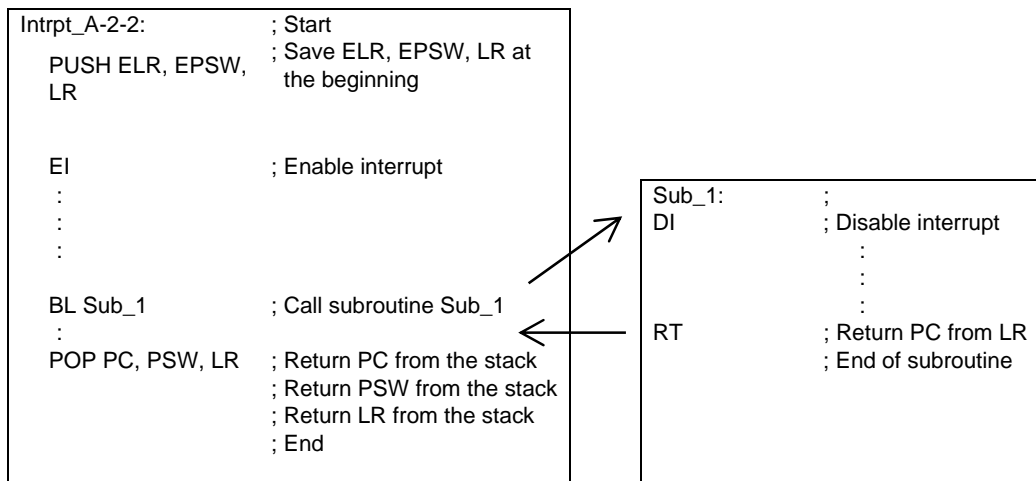 Intrpt_A-2-2: ; Start
PUSH ELR, EPSW, ; Save ELR, EPSW, LR at
LR the beginning
EI ; Enable interrupt
:
:
:
BL Sub_1 ; Call subroutine Sub_1
:
POP PC, PSW, LR ; Return PC from the stack
; Return PSW from the stack
; Return LR from the stack
; End
Sub_1: ;
DI ; Disable interrupt
:
:
:
RT ; Return PC from LR
; End of subroutine